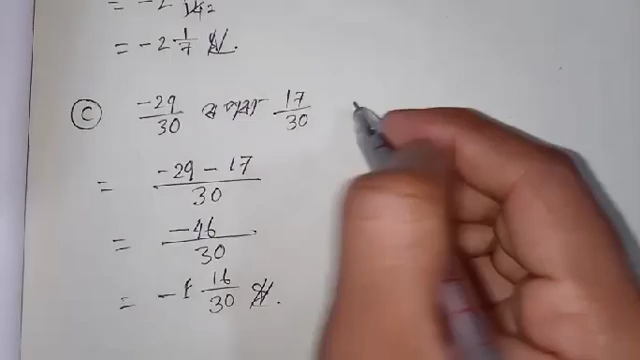 = -2 1/7
C -29/30 17/30
= -29-17/30
= -46/30
= -1 16/30